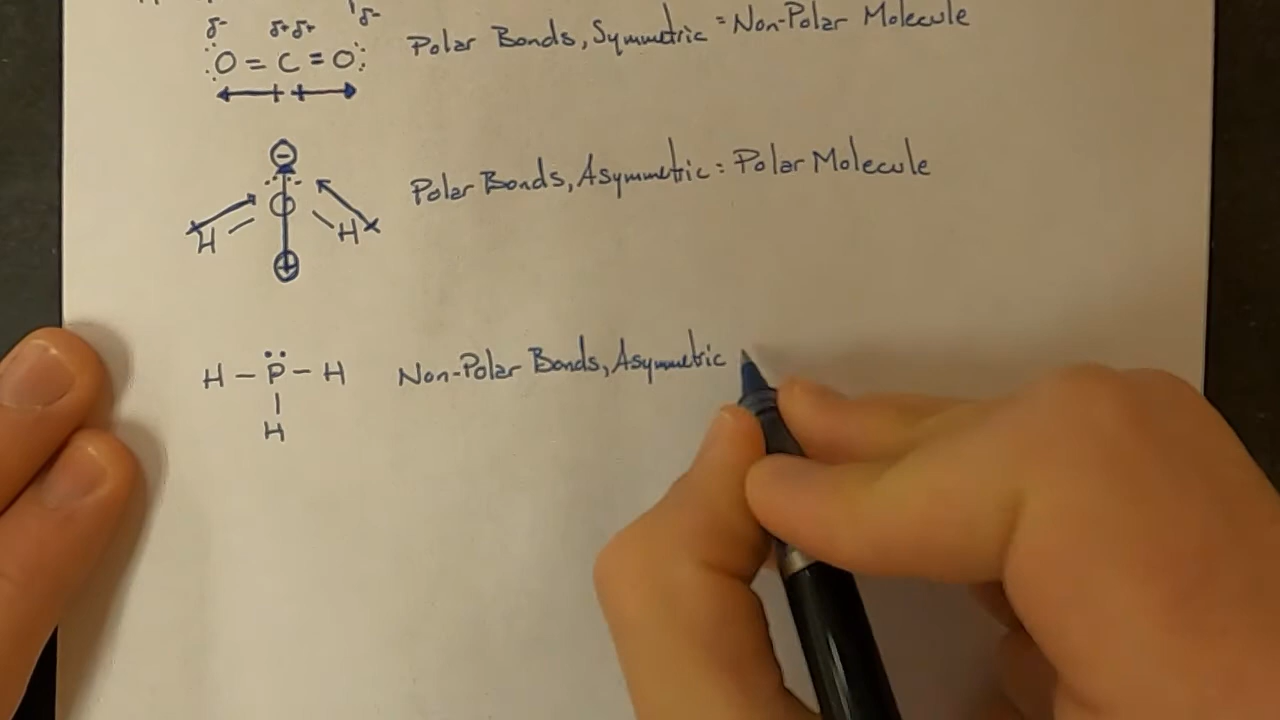 δ- δ+ δ+ δ-
:O = C = O: Polar Bonds, Symmetric = Non-Polar Molecule
-
O Polar Bonds, Asymmetric = Polar Molecule
H H
+
H - P - H Non-Polar Bonds, Asymmetric
H